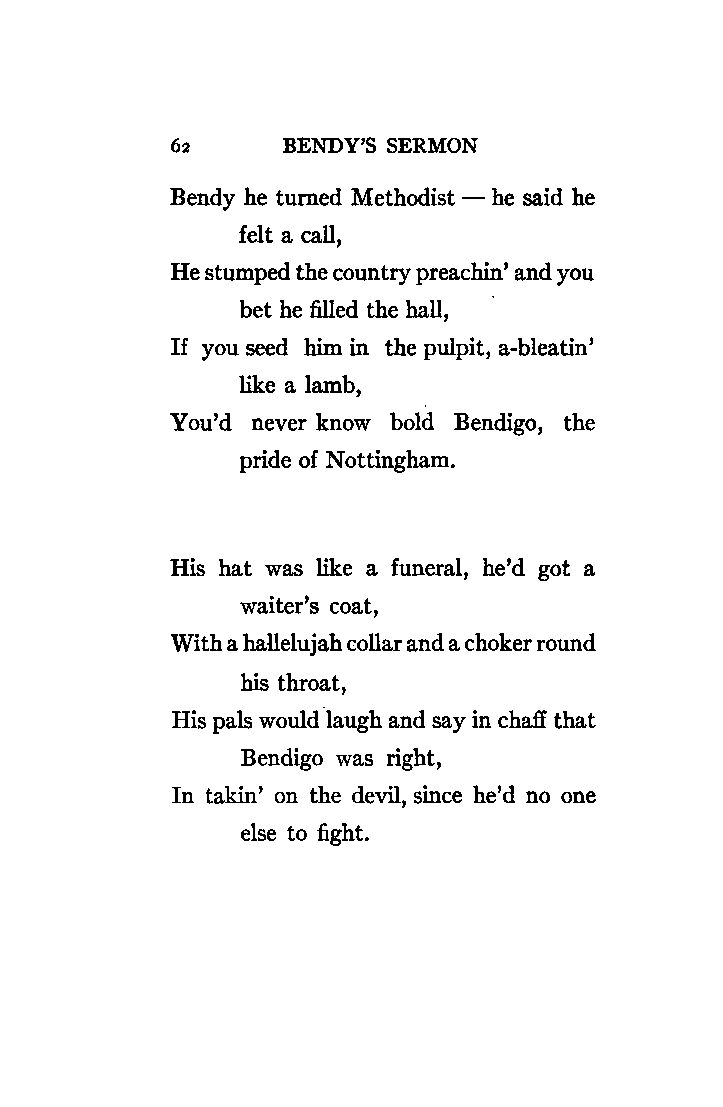 62 BENDY'S SERMON
Bendy he turned Methodist — he said he
felt a call,
He stumped the country preachin' and you
bet he filled the hall,
If you seed him in the pulpit, a-bleatin'
like a lamb,
You'd never know bold Bendigo, the
pride of Nottingham.
His hat was like a funeral, he'd got a
waiter's coat,
With a hallelujah collar and a choker round
his throat,
His pals would laugh and say in chaff that
Bendigo was right,
In takin' on the devil, since he'd no one
else to fight.